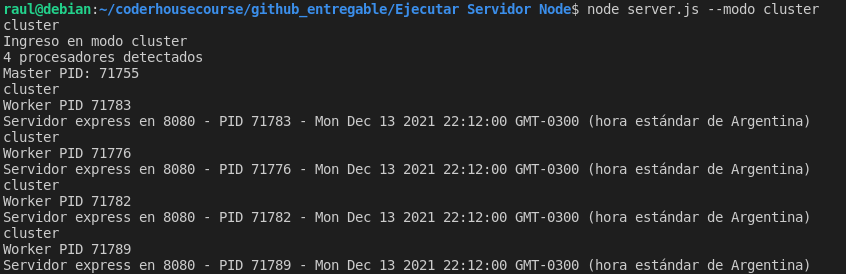 raul@debian:~/coderhousecourse/github_entregable/Ejecutar Servidor Node$ node server.js --modo cluster
cluster
Ingreso en modo cluster
4 procesadores detectados
Master PID: 71755
cluster
Worker PID 71783
Servidor express en 8080 - PID 71783 - Mon Dec 13 2021 22:12:00 GMT-0300 (hora estándar de Argentina)
cluster
Worker PID 71776
Servidor express en 8080 - PID 71776 - Mon Dec 13 2021 22:12:00 GMT-0300 (hora estándar de Argentina)
cluster
Worker PID 71782
Servidor express en 8080 - PID 71782 - Mon Dec 13 2021 22:12:00 GMT-0300 (hora estándar de Argentina)
cluster
Worker PID 71789
Servidor express en 8080 - PID 71789 - Mon Dec 13 2021 22:12:00 GMT-0300 (hora estándar de Argentina)